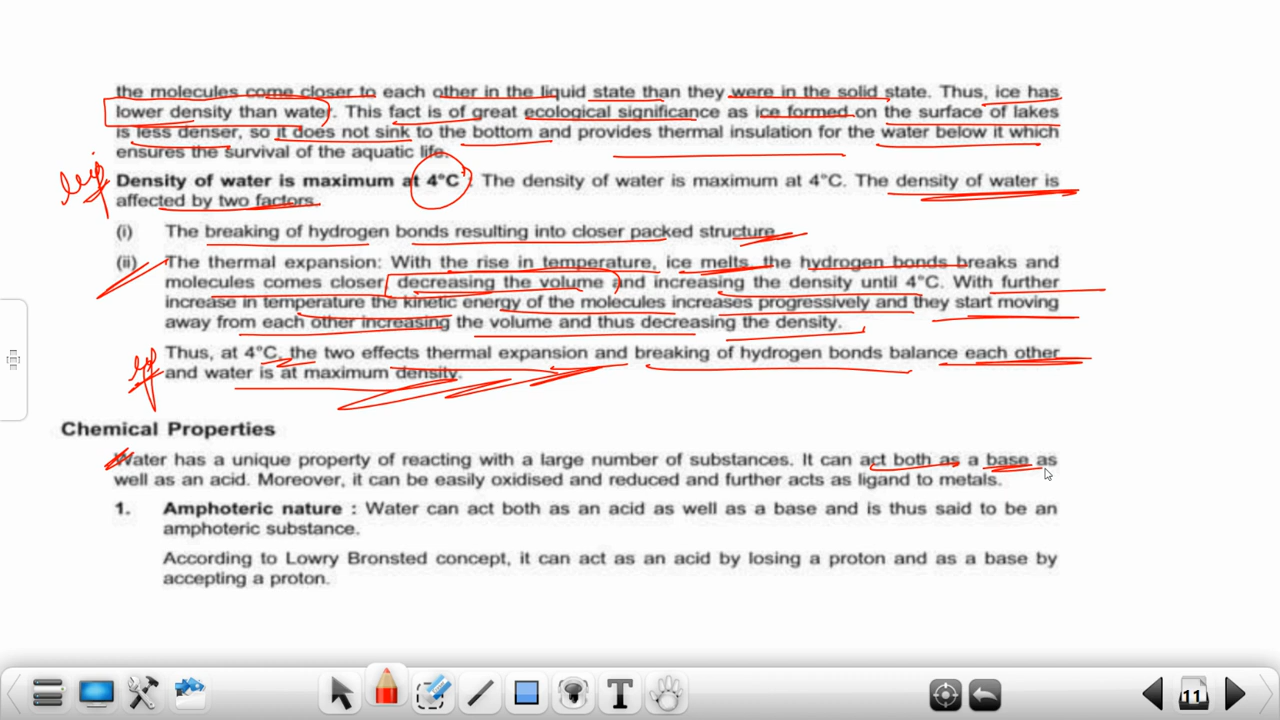 the molecules come closer to each other in the liquid state than they were in the solid state. Thus, ice has
lower density than water. This fact is of great ecological significance as ice formed on the surface of lakes
is less denser, so it does not sink to the bottom and provides thermal insulation for the water below it which
ensures the survival of the aquatic life.
Density of water is maximum at 4°C : The density of water is maximum at 4°C. The density of water is
affected by two factors.
(i) The breaking of hydrogen bonds resulting into closer packed structure
(ii) The thermal expansion: With the rise in temperature, ice melts, the hydrogen bonds breaks and
molecules comes closer decreasing the volume and increasing the density until 4°C. With further
increase in temperature the kinetic energy of the molecules increases progressively and they start moving
away from each other increasing the volume and thus decreasing the density.
Thus, at 4°C, the two effects thermal expansion and breaking of hydrogen bonds balance each other
and water is at maximum density.
Chemical Properties
Water has a unique property of reacting with a large number of substances. It can act both as a base as
well as an acid. Moreover, it can be easily oxidised and reduced and further acts as ligand to metals.
1. Amphoteric nature : Water can act both as an acid as well as a base and is thus said to be an
amphoteric substance.
According to Lowry Bronsted concept, it can act as an acid by losing a proton and as a base by
accepting a proton.
T
11